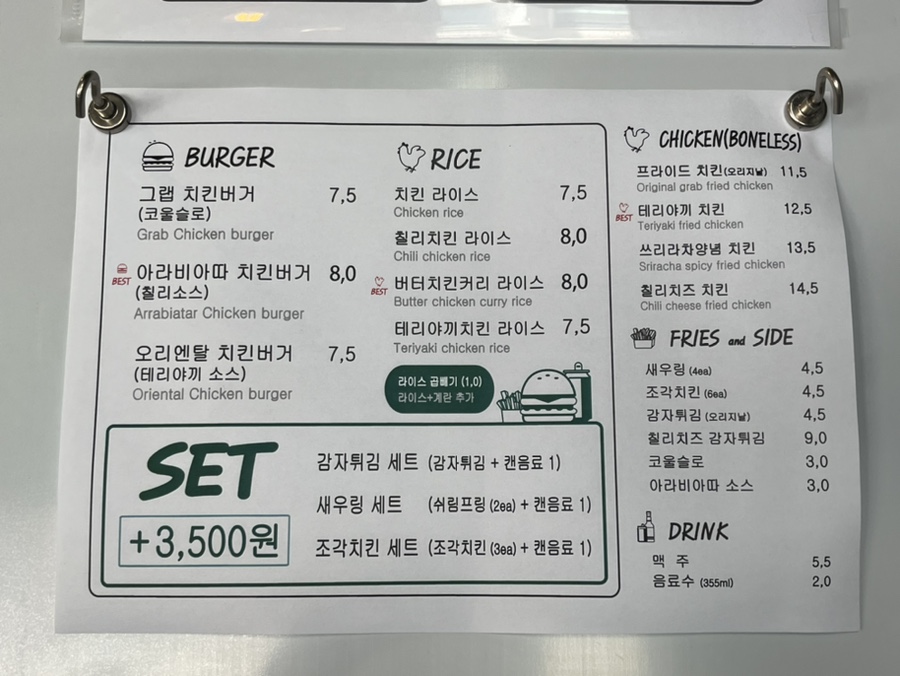 BURGER
그랩 치킨버거 7,5
(코울슬로)
Grab Chicken burger
BEST
아라비아따 치킨버거 8,0
(칠리소스)
Arrabiatar Chicken burger
오리엔탈 치킨버거 7,5
(테리야끼 소스)
Oriental Chicken burger
RICE
치킨 라이스 7,5
Chicken rice
칠리치킨 라이스 8,0
Chili chicken rice
BEST
버터치킨커리 라이스 8,0
Butter chicken curry rice
테리야끼치킨 라이스 7,5
Teriyaki chicken rice
라이스 곱빼기 (1,0)
라이스+계란 추가
SET
+3,500원
감자튀김 세트 (감자튀김 + 캔음료 1)
새우링 세트 (쉬림프링 (2ea) + 캔음료 1)
조각치킨 세트 (조각치킨 (3ea) + 캔음료 1)
CHICKEN(BONELESS)
프라이드 치킨(오리지날) 11,5
Original grab fried chicken
BEST
테리야끼 치킨 12,5
Teriyaki fried chicken
쓰리라차양념 치킨 13,5
Sriracha spicy fried chicken
칠리치즈 치킨 14,5
Chili cheese fried chicken
FRIES and SIDE
새우링 (4ea) 4,5
조각치킨 (6ea) 4,5
감자튀김 (오리지날) 4,5
칠리치즈 감자튀김 9,0
코울슬로 3,0
아라비아따 소스 3,0
DRINK
맥 주 5,5
음료수 (355ml) 2,0